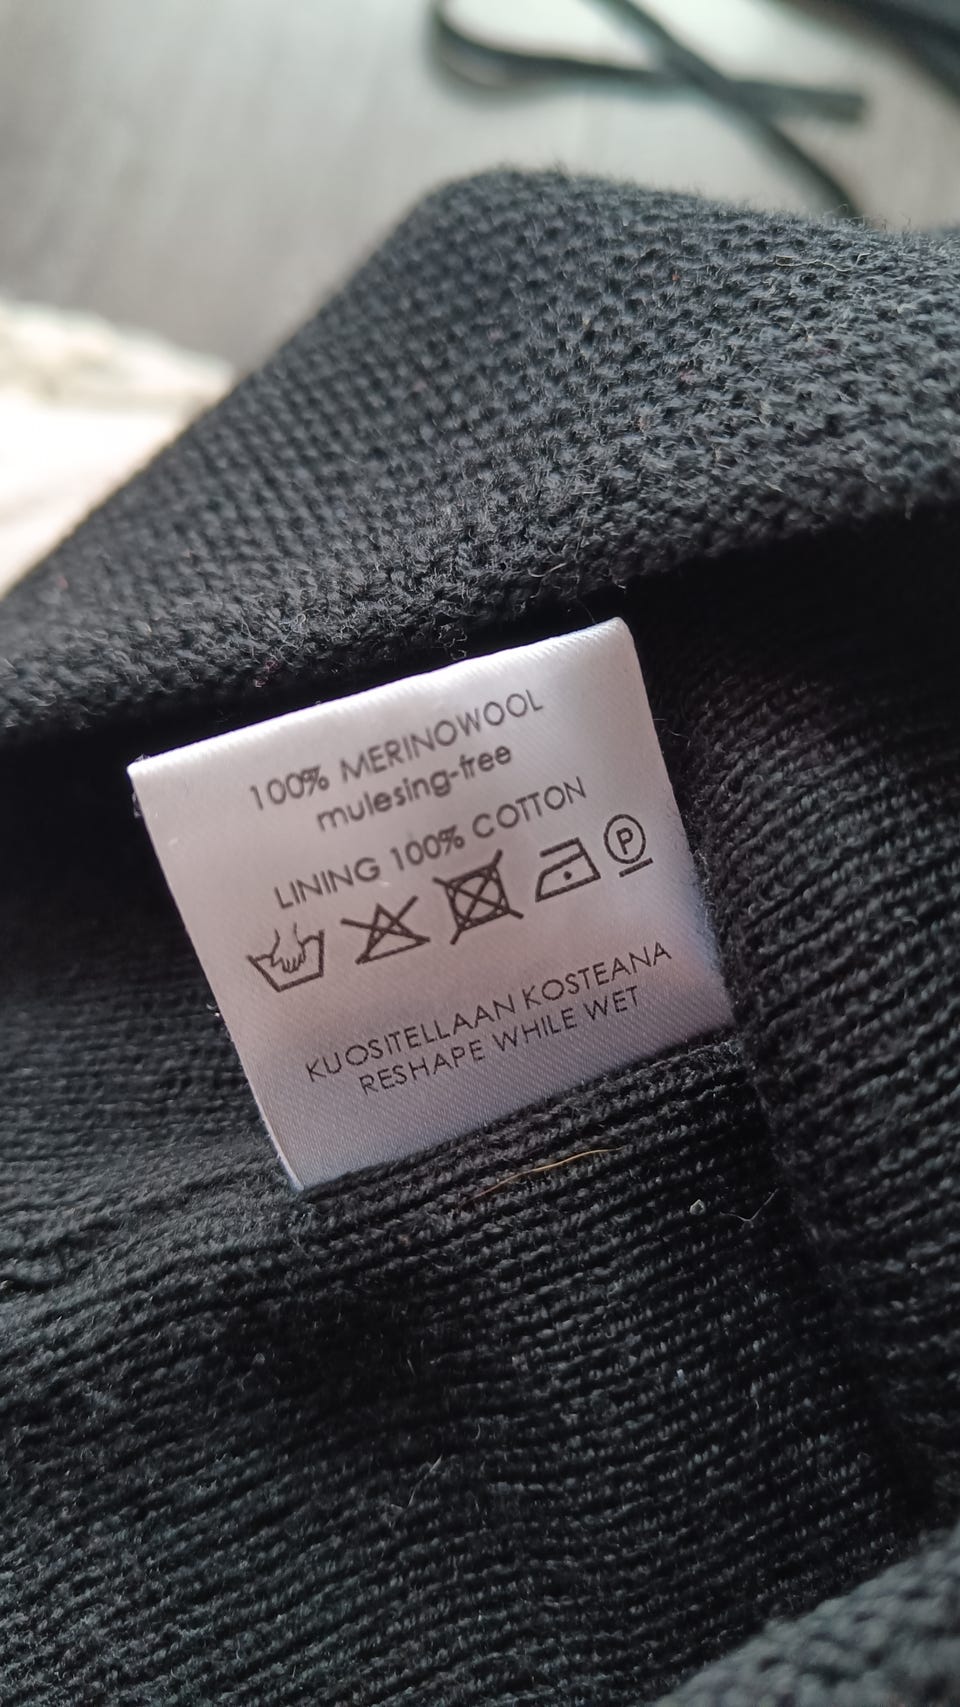 100% MERINOWOOL
mulesing-free
LINING 100% COTTON
P
KUOSITELLAAN KOSTEANA
RESHAPE WHILE WET